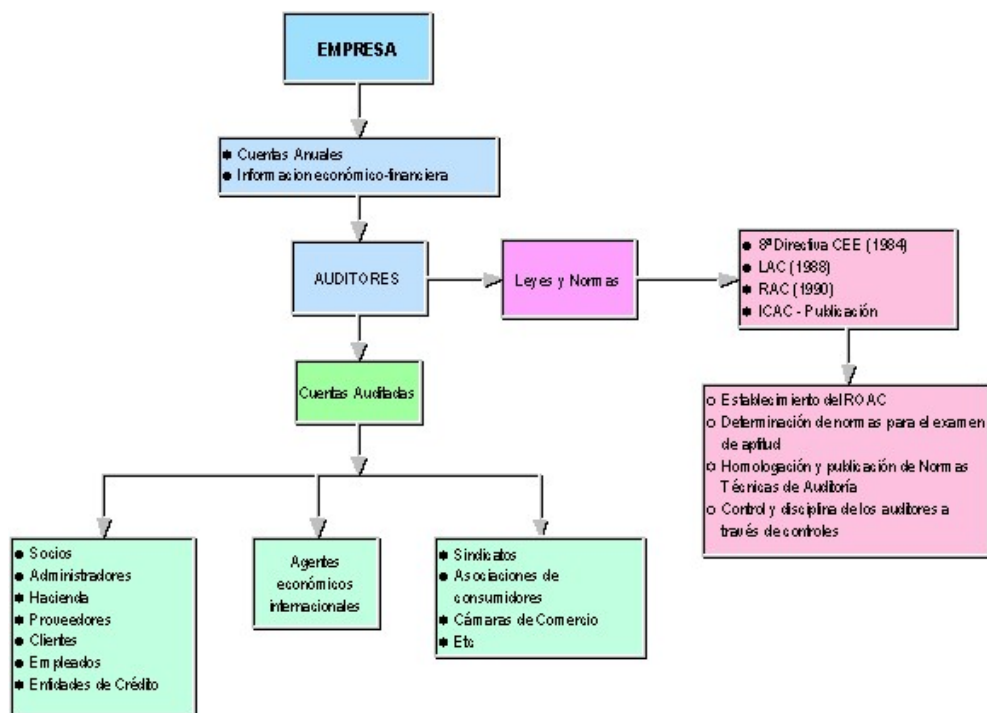 EMPRESA
Cuentas Anuales
Informacion económico-financiera
AUDITORES
Leyes y Normas
8ª Directiva CEE (1984)
LAC (1988)
RAC (1990)
ICAC - Publicación
Cuentas Auditadas
Establecimiento del ROAC
Determinación de normas para el examen
de aptitud
Homologación y publicación de Normas
Técnicas de Auditoría
Control y disciplina de los auditores a
través de controles
Socios
Administradores
Hacienda
Proveedores
Clientes
Empleados
Entidades de Crédito
Agentes
económicos
internacionales
Sindicatos
Asociaciones de
consumidores
Cámaras de Comercio
Etc